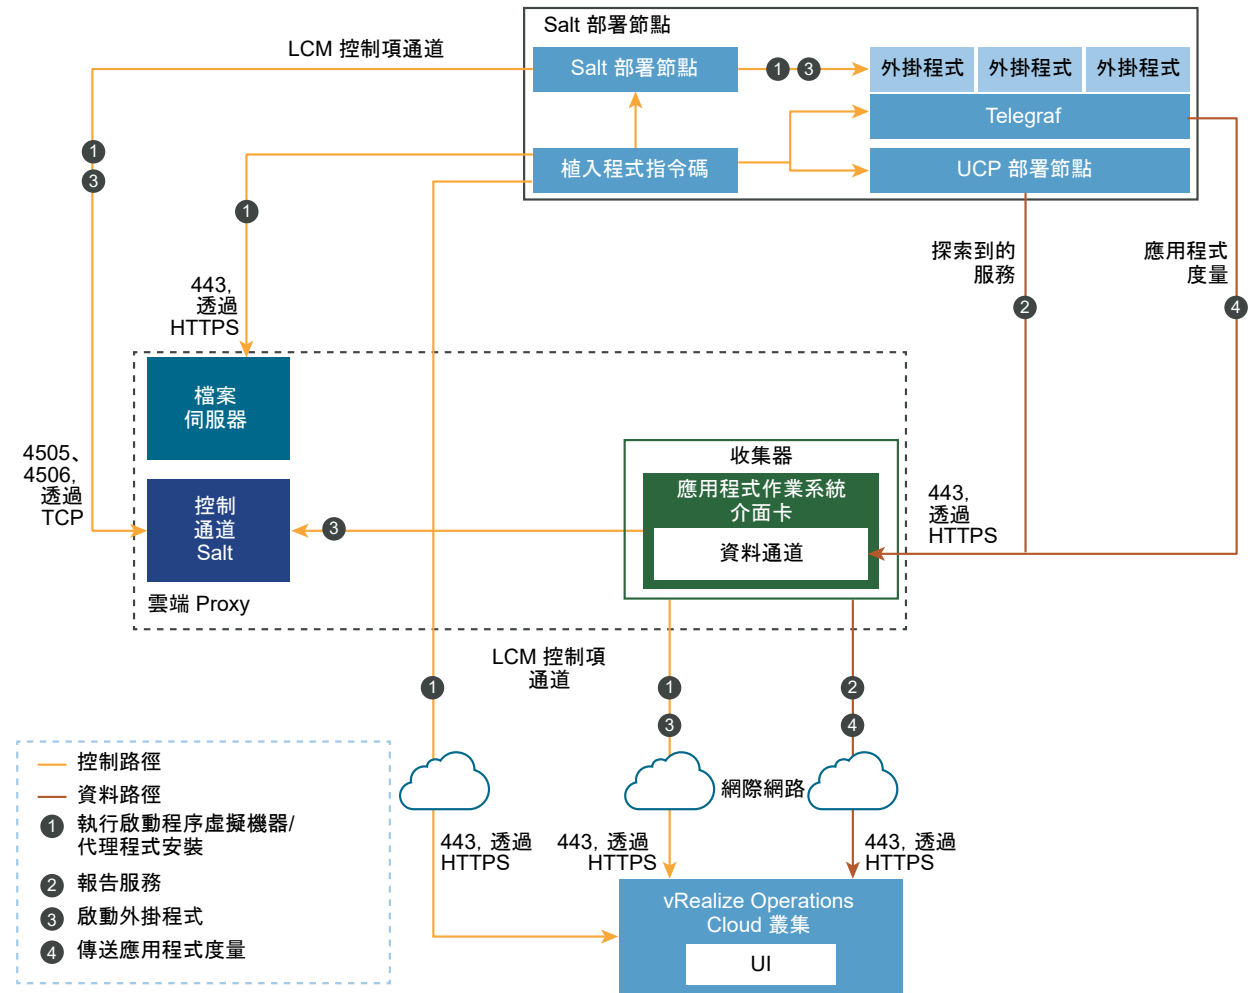 Salt 部署節點
LCM 控制項通道
Salt 部署節點
1
3
外掛程式
外掛程式
外掛程式
Telegraf
植入程式指令碼
UCP 部署節點
1
3
1
探索到的
服務
應用程式
度量
2
4
443,
透過
HTTPS
檔案
伺服器
4505、
4506,
透過
TCP
控制
通道
Salt
3
收集器
應用程式作業系統
介面卡
資料通道
443,
透過
HTTPS
雲端 Proxy
LCM 控制項
通道
1
1
3
2
4
網際網路
443, 透過
HTTPS
443, 透過
HTTPS
443, 透過
HTTPS
vRealize Operations
Cloud 叢集
UI
控制路徑
資料路徑
1 執行啟動程序虛擬機器/
代理程式安裝
2 報告服務
3 啟動外掛程式
4 傳送應用程式度量